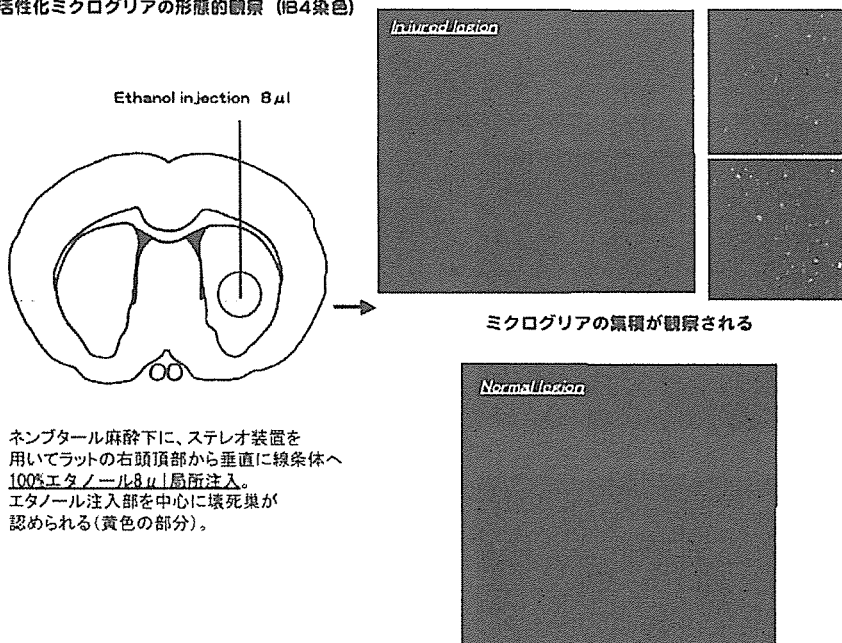 活性化ミクログリアの形態的観察 (IB4染色)
Injured legion
Ethanol injection 8μl
ミクログリアの集積が観察される
Normal legion
ネンブタール麻酔下に、ステレオ装置を
用いてラットの右頭頂部から垂直に線条体へ
100%エタノール8μl局所注入。
エタノール注入部を中心に壊死巣が
認められる(黄色の部分)。